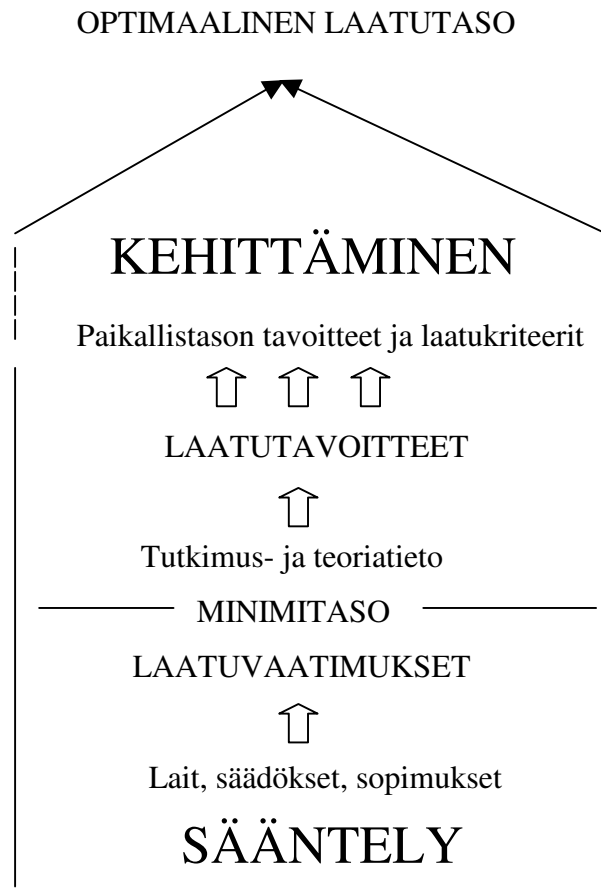 OPTIMAALINEN LAATUTASO
KEHITTÄMINEN
Paikallistason tavoitteet ja laatukriteerit
LAATUTAVOITTEET
Tutkimus- ja teoriatieto
MINIMITASO
LAATUVAATIMUKSET
Lait, säädökset, sopimukset
SÄÄNTELY